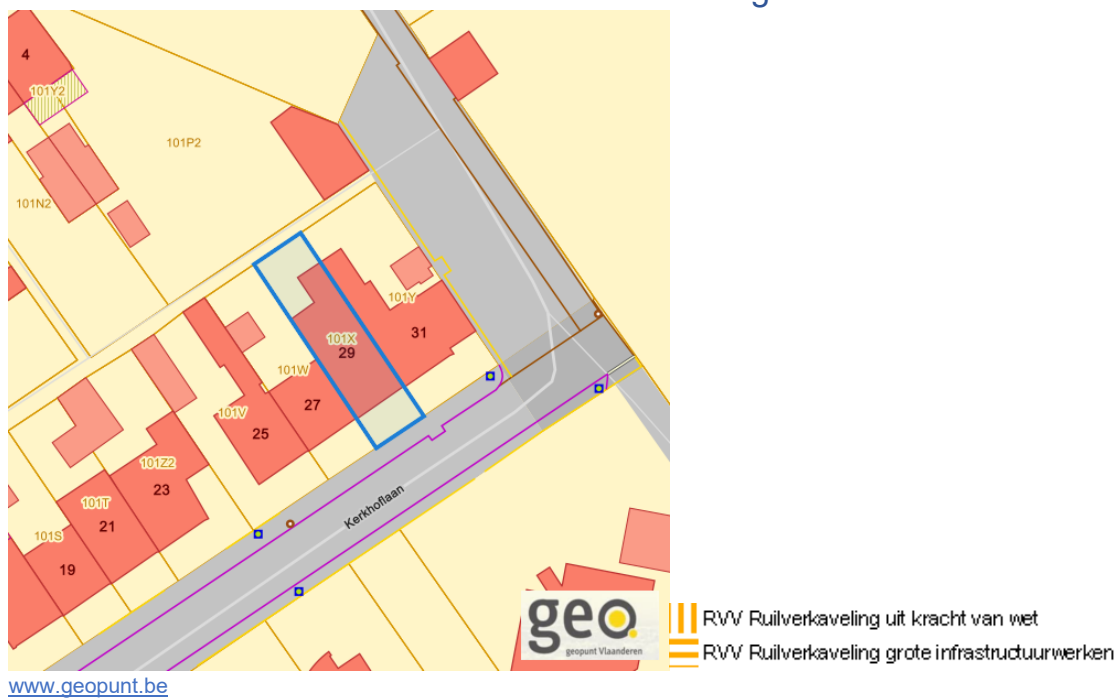 4
101Y2
101P2
101N2
101Y
31
101X
29
101W
27
101V
25
101Z2
23
101T
21
101S
19
Kerkhoflaan
geo.
geopunt Vlaanderen
RVV Ruilverkaveling uit kracht van wet
RVV Ruilverkaveling grote infrastructuurwerken
www.geopunt.be